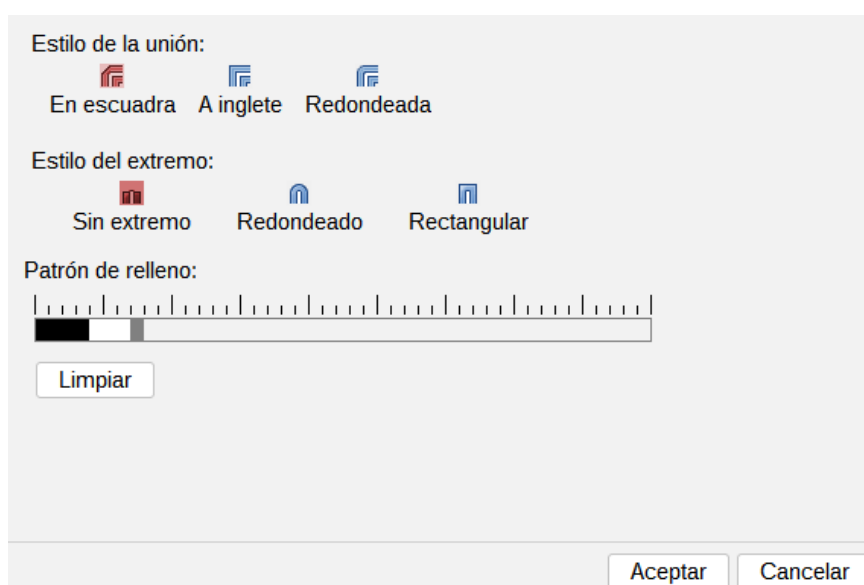 Estilo de la unión:
En escuadra A inglete Redondeada
Estilo del extremo:
Sin extremo Redondeado Rectangular
Patrón de relleno:
Limpiar
Aceptar Cancelar